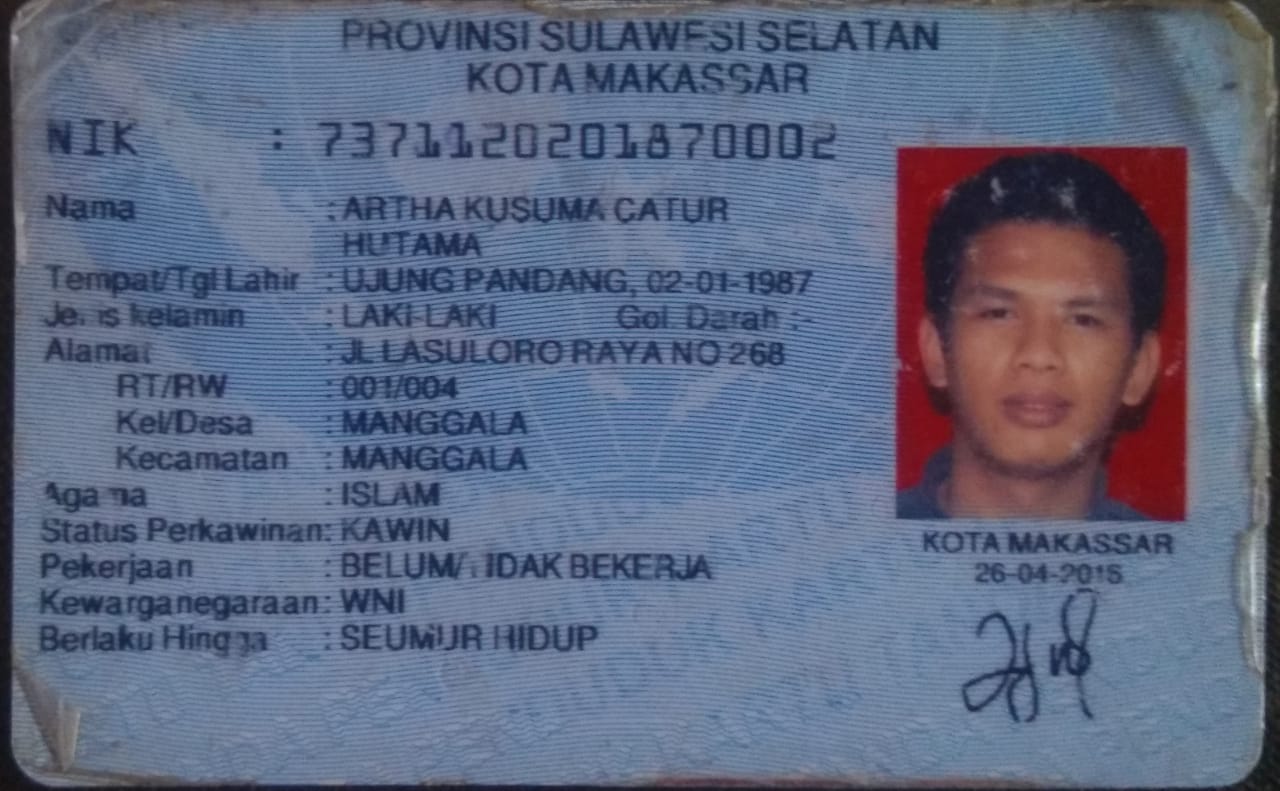 PROVINSI SULAWESI SELATAN
KOTA MAKASSAR
NIK : 7371120201870002
Nama : ARTHA KUSUMA CATUR
HUTAMA
Tempat/Tgl Lahir : UJUNG PANDANG, 02-01-1987
Jenis kelamin : LAKI-LAKI Gol. Darah :-
Alamat : JL LASULORO RAYA NO 268
RT/RW : 001/004
Kel/Desa : MANGGALA
Kecamatan : MANGGALA
Agama : ISLAM
Status Perkawinan: KAWIN
Pekerjaan : BELUM/TIDAK BEKERJA
Kewarganegaraan: WNI
Berlaku Hingga : SEUMUR HIDUP
KOTA MAKASSAR
26-04-2015